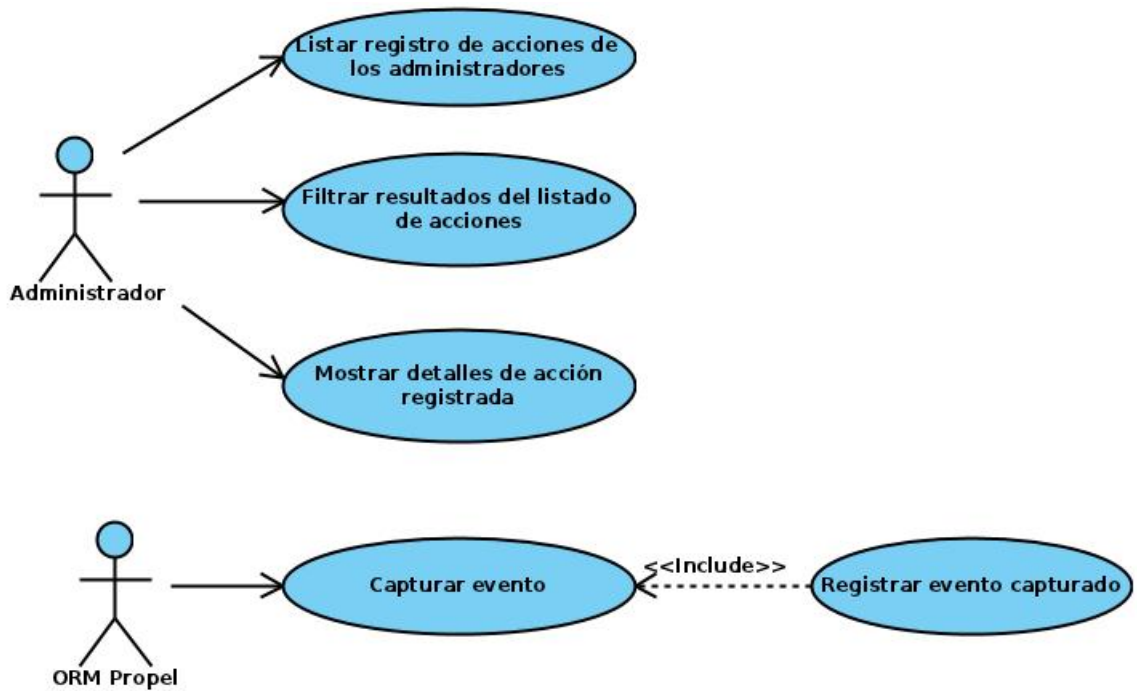 Listar registro de acciones de
los administradores
Filtrar resultados del listado
de acciones
Administrador
Mostrar detalles de acción
registrada
Capturar evento
<<Include>>
Registrar evento capturado
ORM Propel